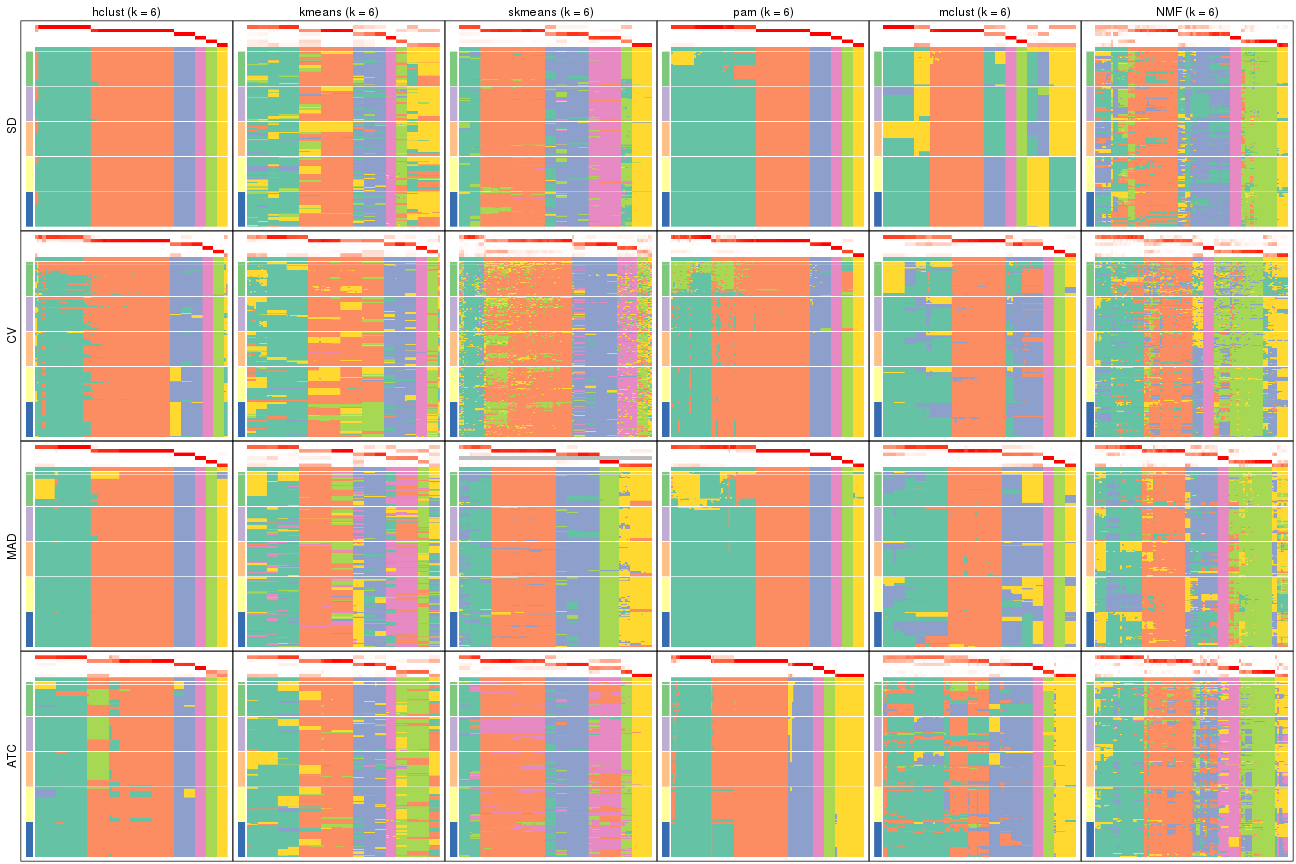 hclust (k = 6) kmeans (k = 6) skmeans (k = 6) pam (k = 6) mclust (k = 6) NMF (k = 6)
SD
CV
MAD
ATC